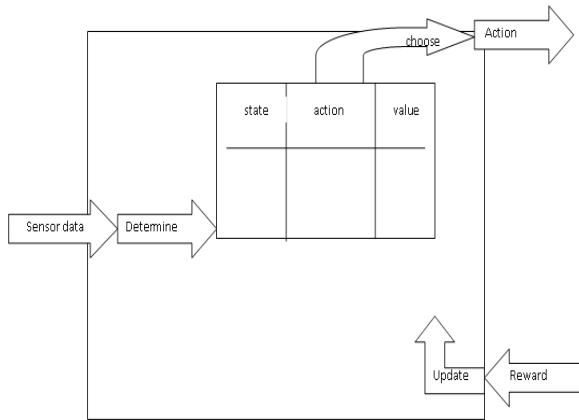 choose
Action
state
action
value
Sensor data
Determine
Update
Reward